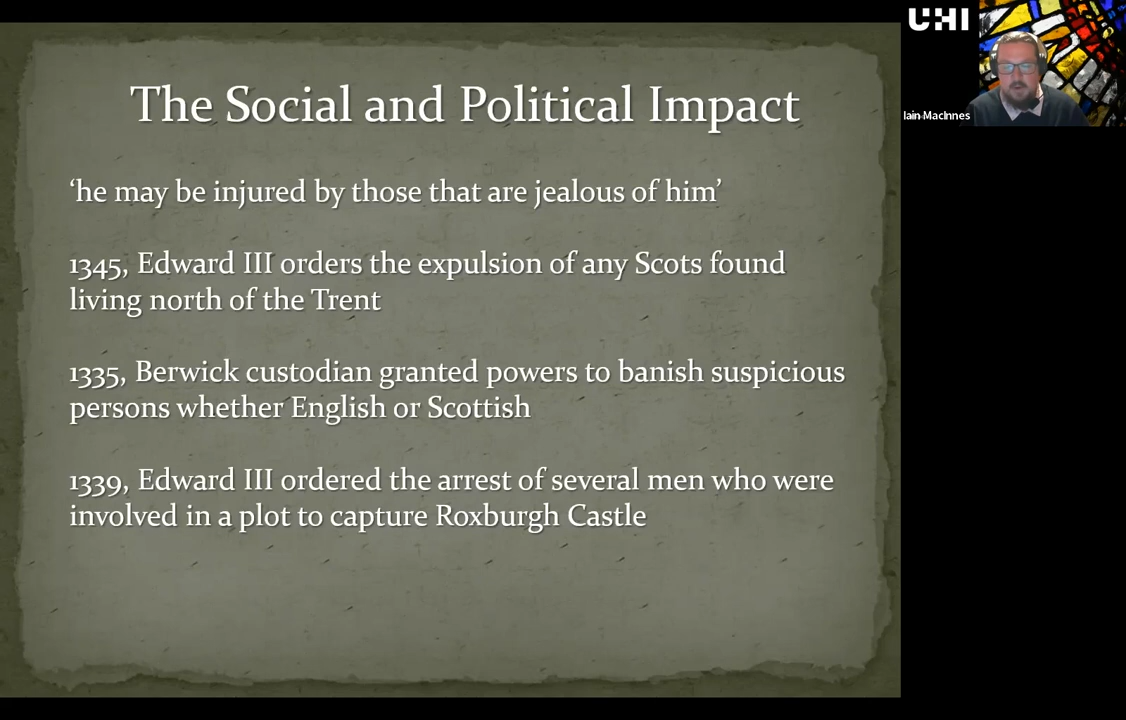 The Social and Political Impact
‘he may be injured by those that are jealous of him’
1345, Edward III orders the expulsion of any Scots found
living north of the Trent
1335, Berwick custodian granted powers to banish suspicious
persons whether English or Scottish
1339, Edward III ordered the arrest of several men who were
involved in a plot to capture Roxburgh Castle
UHI
Iain MacInnes